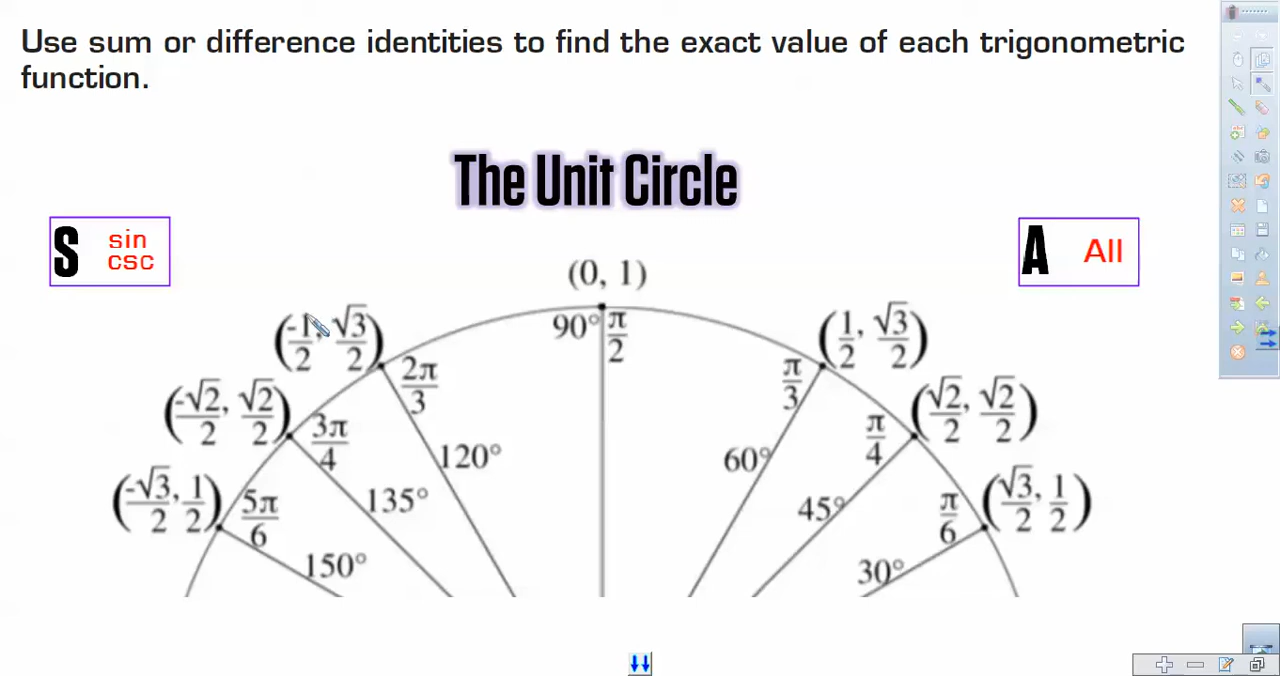 Use sum or difference identities to find the exact value of each trigonometric
function.
The Unit Circle
S sin csc
A All
(0, 1)
90° π/2
(-1/2, √3/2)
2π/3
120°
(-√2/2, √2/2)
3π/4
135°
(-√3/2, 1/2)
5π/6
150°
(1/2, √3/2)
π/3
60°
(√2/2, √2/2)
π/4
45°
(√3/2, 1/2)
π/6
30°